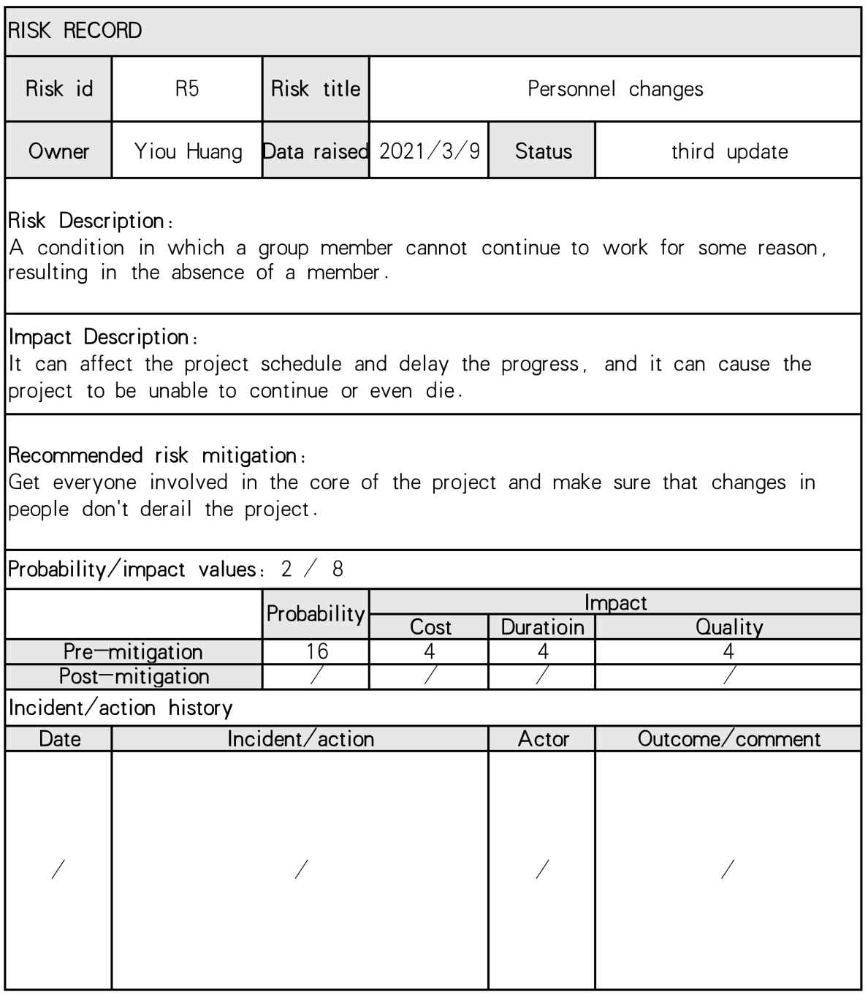 RISK RECORD
Risk id R5 Risk title Personnel changes
Owner Yiou Huang Data raised 2021/3/9 Status third update
Risk Description:
A condition in which a group member cannot continue to work for some reason,
resulting in the absence of a member.
Impact Description:
It can affect the project schedule and delay the progress, and it can cause the
project to be unable to continue or even die.
Recommended risk mitigation:
Get everyone involved in the core of the project and make sure that changes in
people don't derail the project.
Probability/impact values: 2 / 8
Probability Impact
Cost Duratioin Quality
Pre-mitigation 16 4 4 4
Post-mitigation / / / /
Incident/action history
Date Incident/action Actor Outcome/comment
/ / / /